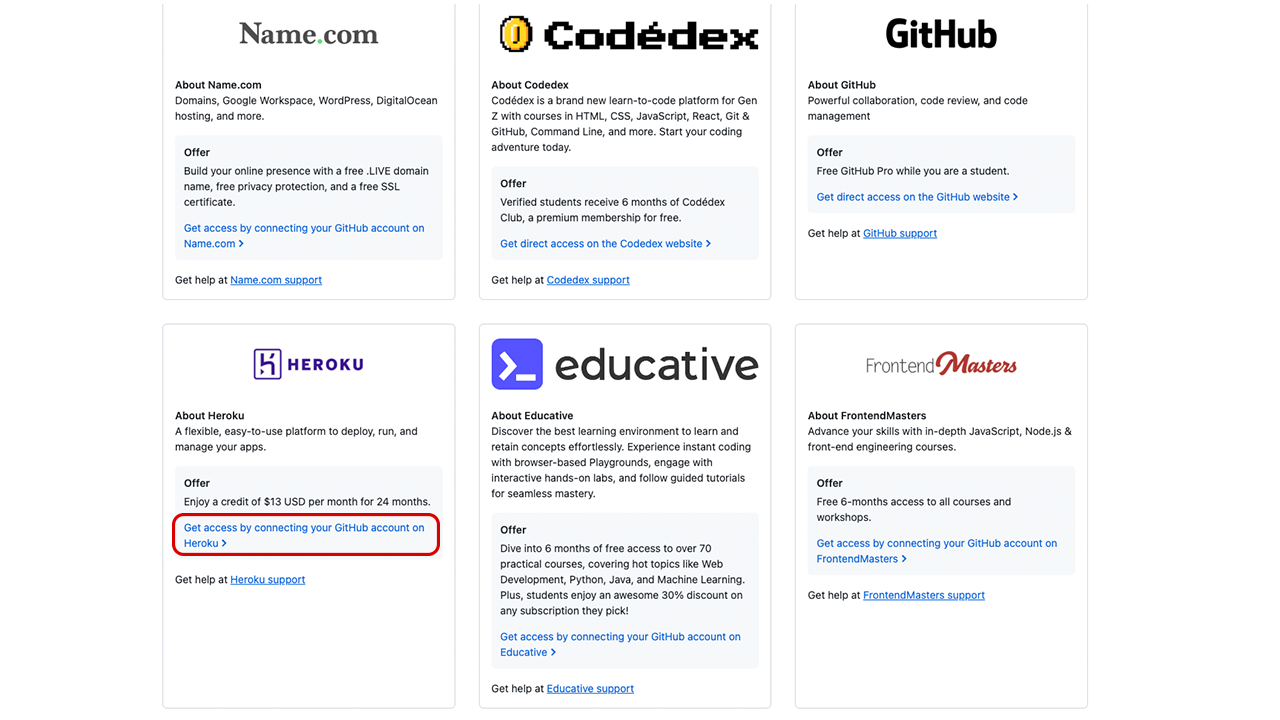 Name.com
About Name.com
Domains, Google Workspace, WordPress, DigitalOcean
hosting, and more.
Offer
Build your online presence with a free .LIVE domain
name, free privacy protection, and a free SSL
certificate.
Get access by connecting your GitHub account on
Name.com >
Get help at Name.com support
Codédex
About Codedex
Codédex is a brand new learn-to-code platform for Gen
Z with courses in HTML, CSS, JavaScript, React, Git &
GitHub, Command Line, and more. Start your coding
adventure today.
Offer
Verified students receive 6 months of Codédex
Club, a premium membership for free.
Get direct access on the Codedex website >
Get help at Codedex support
GitHub
About GitHub
Powerful collaboration, code review, and code
management
Offer
Free GitHub Pro while you are a student.
Get direct access on the GitHub website >
Get help at GitHub support
HEROKU
About Heroku
A flexible, easy-to-use platform to deploy, run, and
manage your apps.
Offer
Enjoy a credit of $13 USD per month for 24 months.
Get access by connecting your GitHub account on
Heroku >
Get help at Heroku support
educative
About Educative
Discover the best learning environment to learn and
retain concepts effortlessly. Experience instant coding
with browser-based Playgrounds, engage with
interactive hands-on labs, and follow guided tutorials
for seamless mastery.
Offer
Dive into 6 months of free access to over 70
practical courses, covering hot topics like Web
Development, Python, Java, and Machine Learning.
Plus, students enjoy an awesome 30% discount on
any subscription they pick!
Get access by connecting your GitHub account on
Educative >
Get help at Educative support
Frontend Masters
About FrontendMasters
Advance your skills with in-depth JavaScript, Node.js &
front-end engineering courses.
Offer
Free 6-months access to all courses and
workshops.
Get access by connecting your GitHub account on
FrontendMasters >
Get help at FrontendMasters support